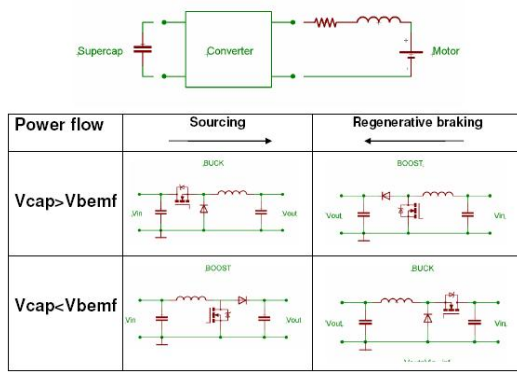 Supercap
Converter
Motor
Power flow
Sourcing
Regenerative braking
Vcap>Vbemf
BUCK
Vin
Vout
BOOST
Vout
Vin
Vcap<Vbemf
BOOST
Vin
Vout
BUCK
Vout
Vin